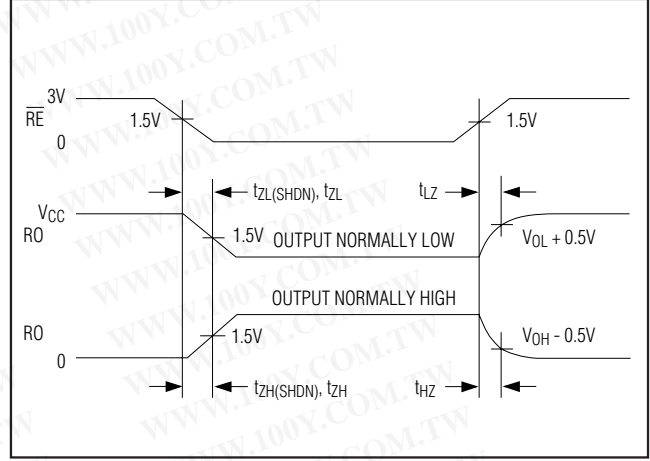 3V
RE
0
1.5V
1.5V
tZL(SHDN), tZL
tLZ
VCC
RO
1.5V
OUTPUT NORMALLY LOW
VOL + 0.5V
OUTPUT NORMALLY HIGH
RO
0
1.5V
VOH - 0.5V
tZH(SHDN), tZH
tHZ
WWW.100Y.COM.TW